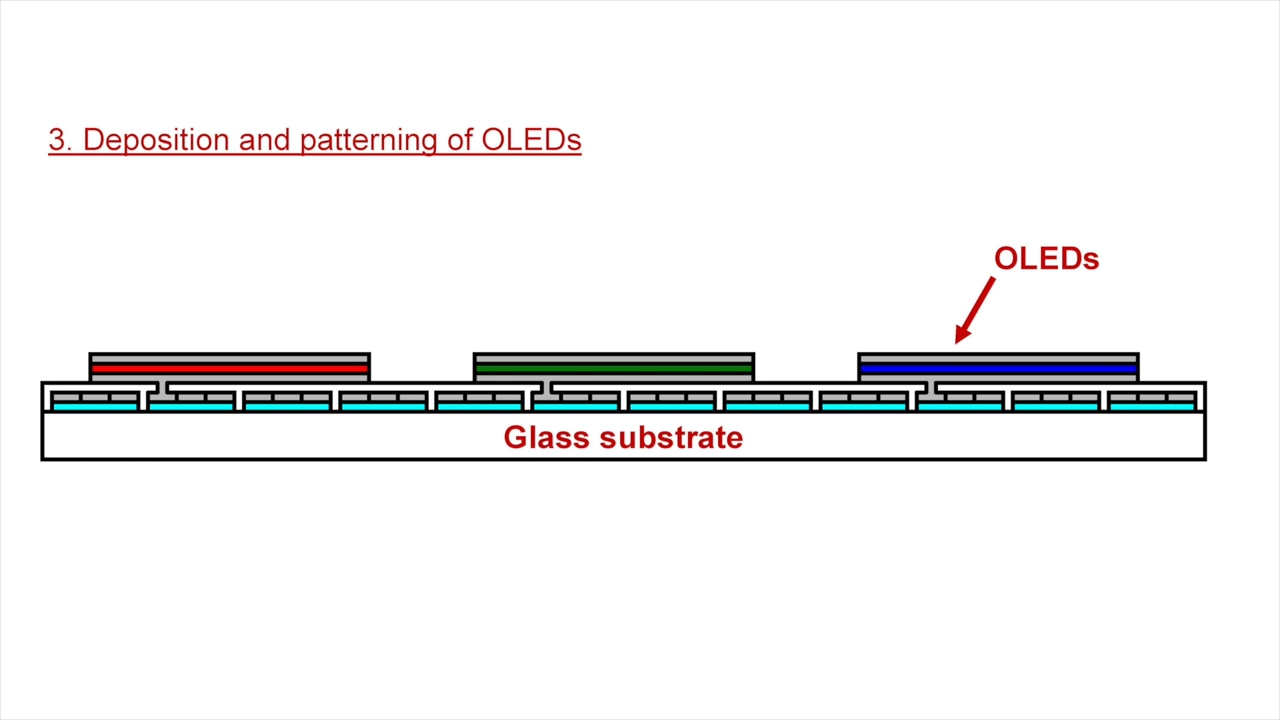 3. Deposition and patterning of OLEDs
OLEDs
Glass substrate